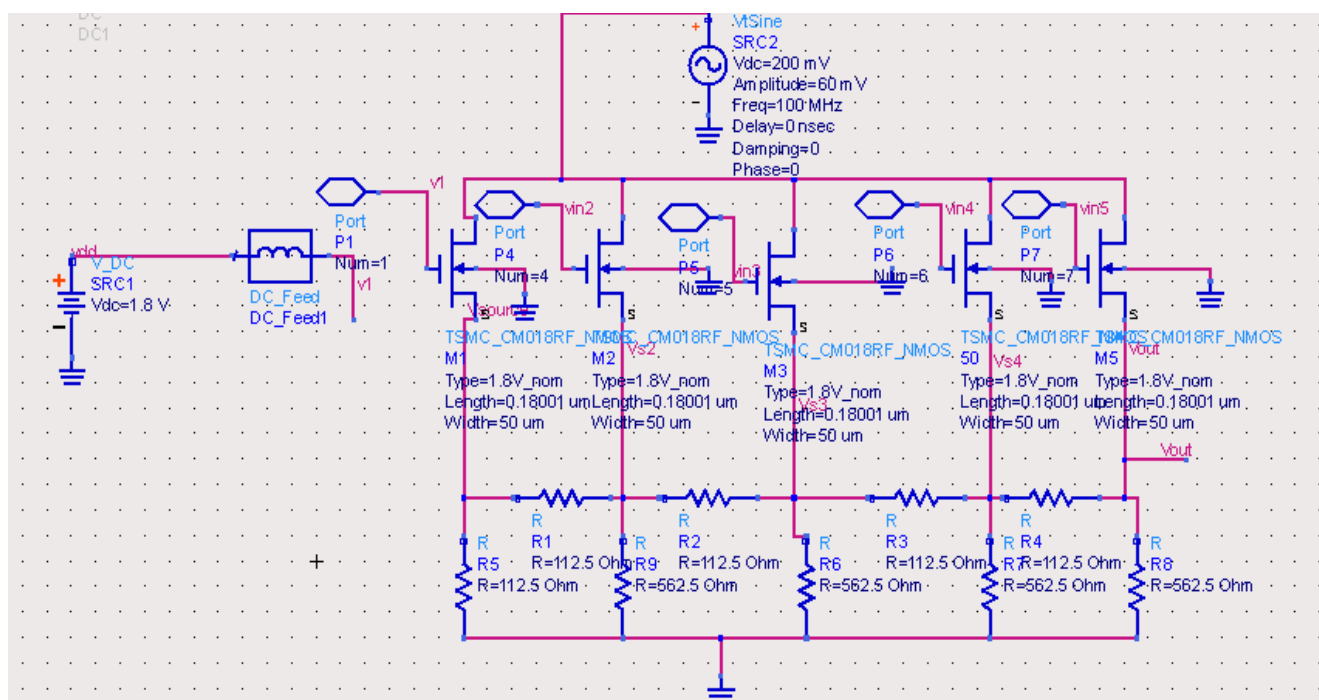 DC
DC1
VtSine
SRC2
Vdc=200 mV
Amplitude=60 mV
Freq=100 MHz
Delay=0 nsec
Damping=0
Phase=0
vdd
V_DC
SRC1
Vdc=1.8 V
DC_Feed
DC_Feed1
v1
Port
P1
Num=1
v1
Port
P4
Num=4
vin2
Port
P5
Num=5
vin3
Port
P6
Num=6
vin4
Port
P7
Num=7
vin5
Vsource
S
TSMC_CM018RF_NMOS
M1
Type=1.8V_nom
Length=0.18001 um
Width=50 um
S
TSMC_CM018RF_NMOS
Vs2
M2
Type=1.8V_nom
Length=0.18001 um
Width=50 um
S
TSMC_CM018RF_NMOS
M3
Type=1.8V_nom
Vs3
Length=0.18001 um
Width=50 um
S
TSMC_CM018RF_NMOS
50
Vs4
Type=1.8V_nom
Length=0.18001 um
Width=50 um
S
TSMC_CM018RF_NMOS
Vout
M5
Type=1.8V_nom
Length=0.18001 um
Width=50 um
Vout
R
R1
R=112.5 Ohm
R
R2
R=112.5 Ohm
R
R3
R=112.5 Ohm
R
R4
R=112.5 Ohm
R
R5
R=112.5 Ohm
R
R9
R=562.5 Ohm
R
R6
R=562.5 Ohm
R
R7
R=562.5 Ohm
R
R8
R=562.5 Ohm